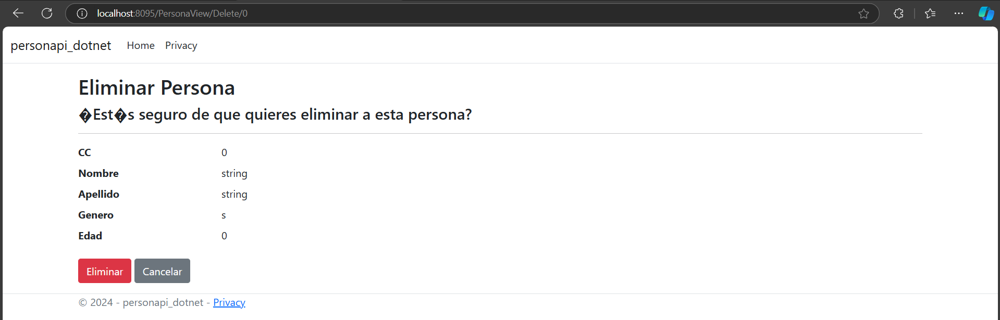 localhost:8095/PersonaView/Delete/0
personapi_dotnet Home Privacy
Eliminar Persona
�Est�s seguro de que quieres eliminar a esta persona?
CC 0
Nombre string
Apellido string
Genero s
Edad 0
Eliminar Cancelar
© 2024 - personapi_dotnet - Privacy